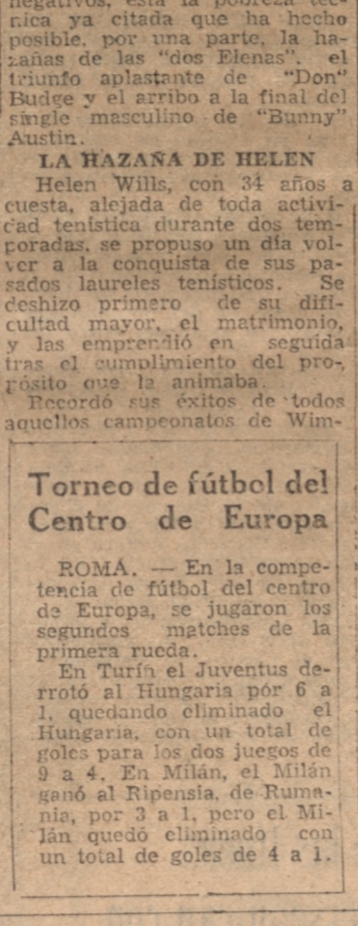 negativos, está la pobreza téc-
nica ya citada que ha hecho
posible, por una parte, la ha-
zañas de las "dos Elenas", el
triunfo aplastante de "Don"
Budge y el arribo a la final del
single masculino de "Bunny"
Austin.
LA HAZAÑA DE HELEN
Helen Wills, con 34 años a
cuesta, alejada de toda activi-
dad tenística durante dos tem-
poradas, se propuso un día vol-
ver a la conquista de sus pa-
sados laureles tenísticos. Se
deshizo primero de su difi-
cultad mayor, el matrimonio,
y las emprendió en seguida
tras el cumplimiento del pro-
pósito que la animaba.
Recordó sus éxitos de todos
aquellos campeonatos de Wim-
Torneo de fútbol del
Centro de Europa
ROMA. — En la compe-
tencia de fútbol del centro
de Europa, se jugaron los
segundos matches de la
primera rueda.
En Turín el Juventus de-
rrotó al Hungaria por 6 a
1, quedando eliminado el
Hungaria, con un total de
goles para los dos juegos de
9 a 4. En Milán, el Milán
ganó al Ripensia, de Ruma-
nia, por 3 a 1, pero el Mi-
lán quedó eliminado con
un total de goles de 4 a 1.